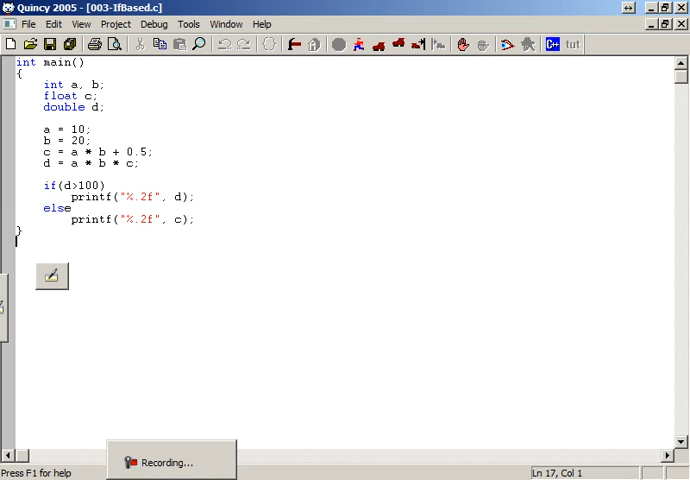 Quincy 2005 - [003-IfBased.c]
File Edit View Project Debug Tools Window Help
C++ tut
int main()
{
int a, b;
float c;
double d;
a = 10;
b = 20;
c = a * b + 0.5;
d = a * b * c;
if(d>100)
printf("%.2f", d);
else
printf("%.2f", c);
}
Recording...
Press F1 for help
Ln 17, Col 1